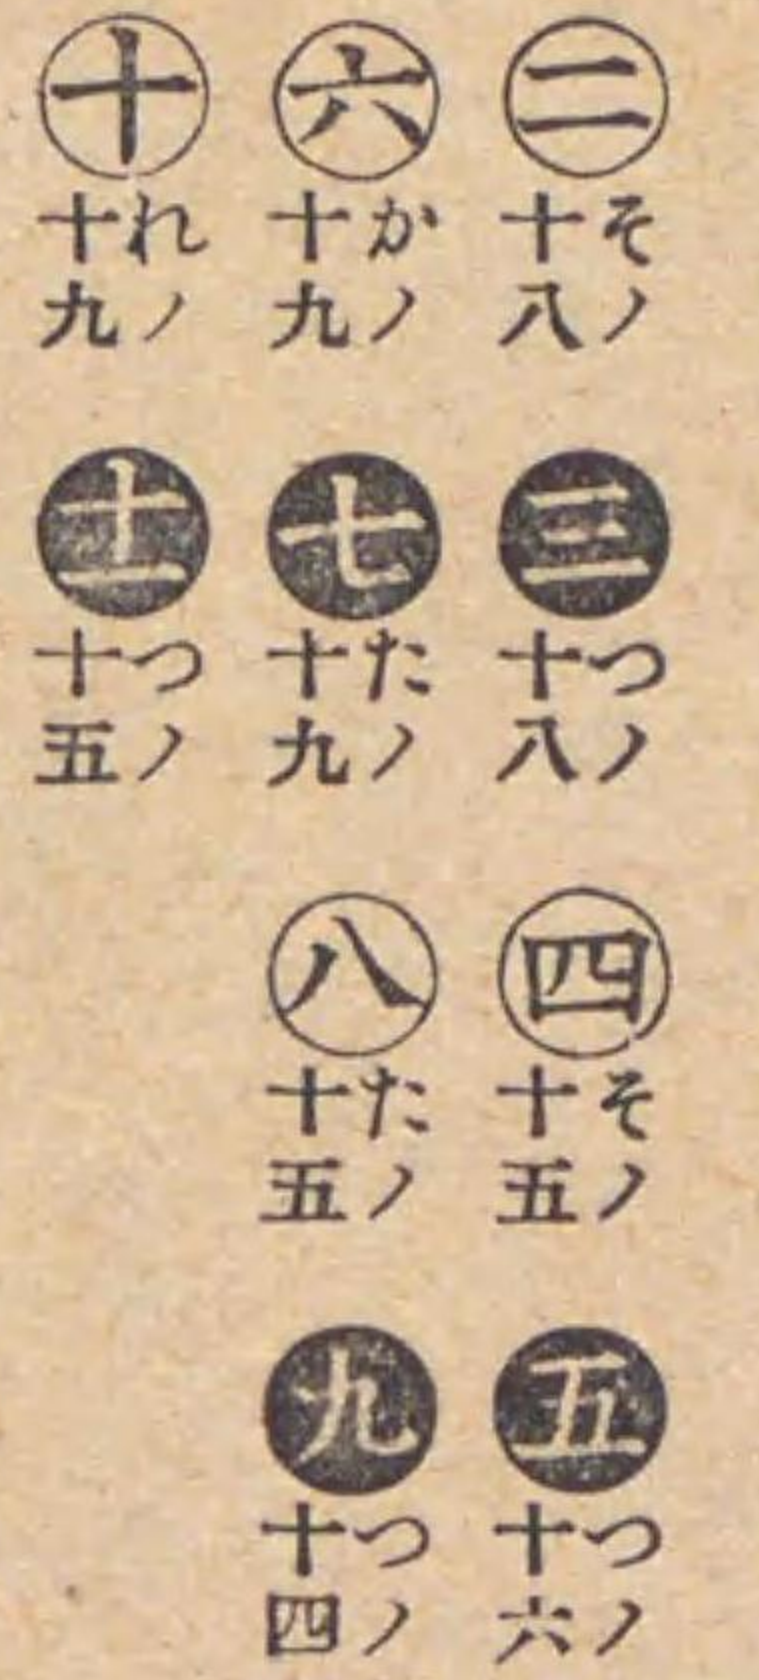 二
そノ
十八
三
つノ
十八
四
そノ
十五
五
つノ
十六
六
かノ
十九
七
たノ
十九
八
たノ
十五
九
つノ
十四
十
れノ
十九
十一
つノ
十五